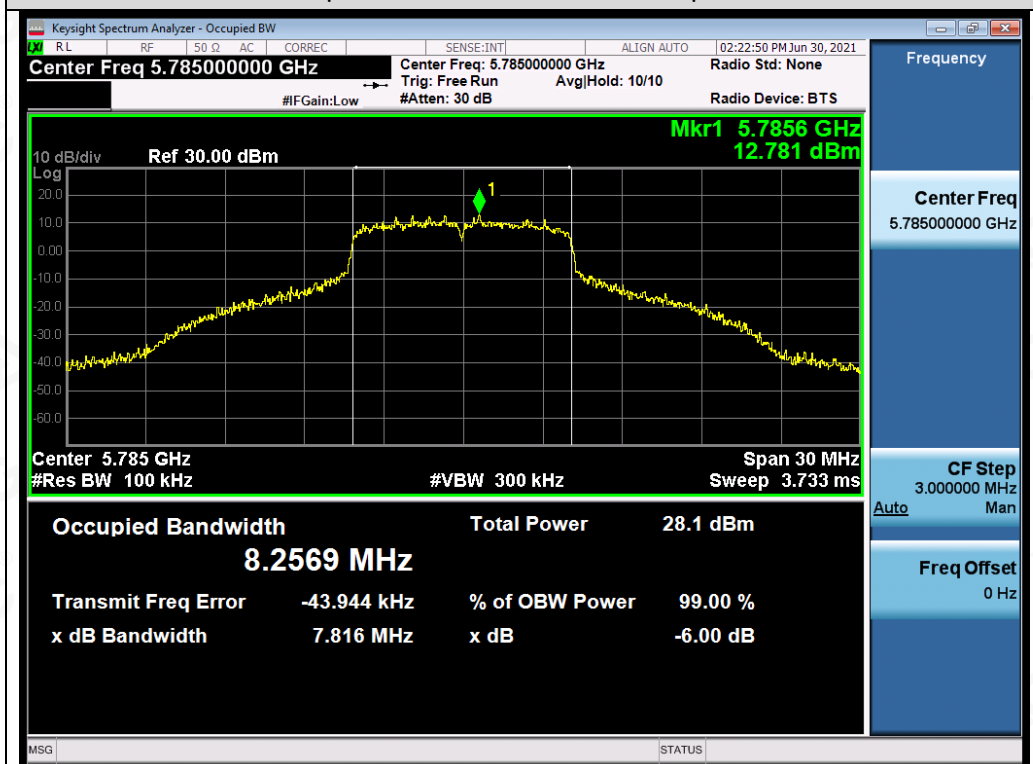 Keysight Spectrum Analyzer - Occupied BW
LXI RL RF 50 Ω AC CORREC SENSE:INT ALIGN AUTO 02:22:50 PM Jun 30, 2021
Center Freq 5.785000000 GHz
Center Freq: 5.785000000 GHz
Radio Std: None
Trig: Free Run Avg|Hold: 10/10
#IFGain:Low
#Atten: 30 dB
Radio Device: BTS
Mkr1 5.7856 GHz
12.781 dBm
10 dB/div Ref 30.00 dBm
Log
1
20.0
10.0
0.00
-10.0
-20.0
-30.0
-40.0
-50.0
-60.0
Center 5.785 GHz Span 30 MHz
#Res BW 100 kHz #VBW 300 kHz Sweep 3.733 ms
Occupied Bandwidth Total Power 28.1 dBm
8.2569 MHz
Transmit Freq Error -43.944 kHz % of OBW Power 99.00 %
x dB Bandwidth 7.816 MHz x dB -6.00 dB
MSG STATUS
Frequency
Center Freq
5.785000000 GHz
CF Step
3.000000 MHz
Auto Man
Freq Offset
0 Hz